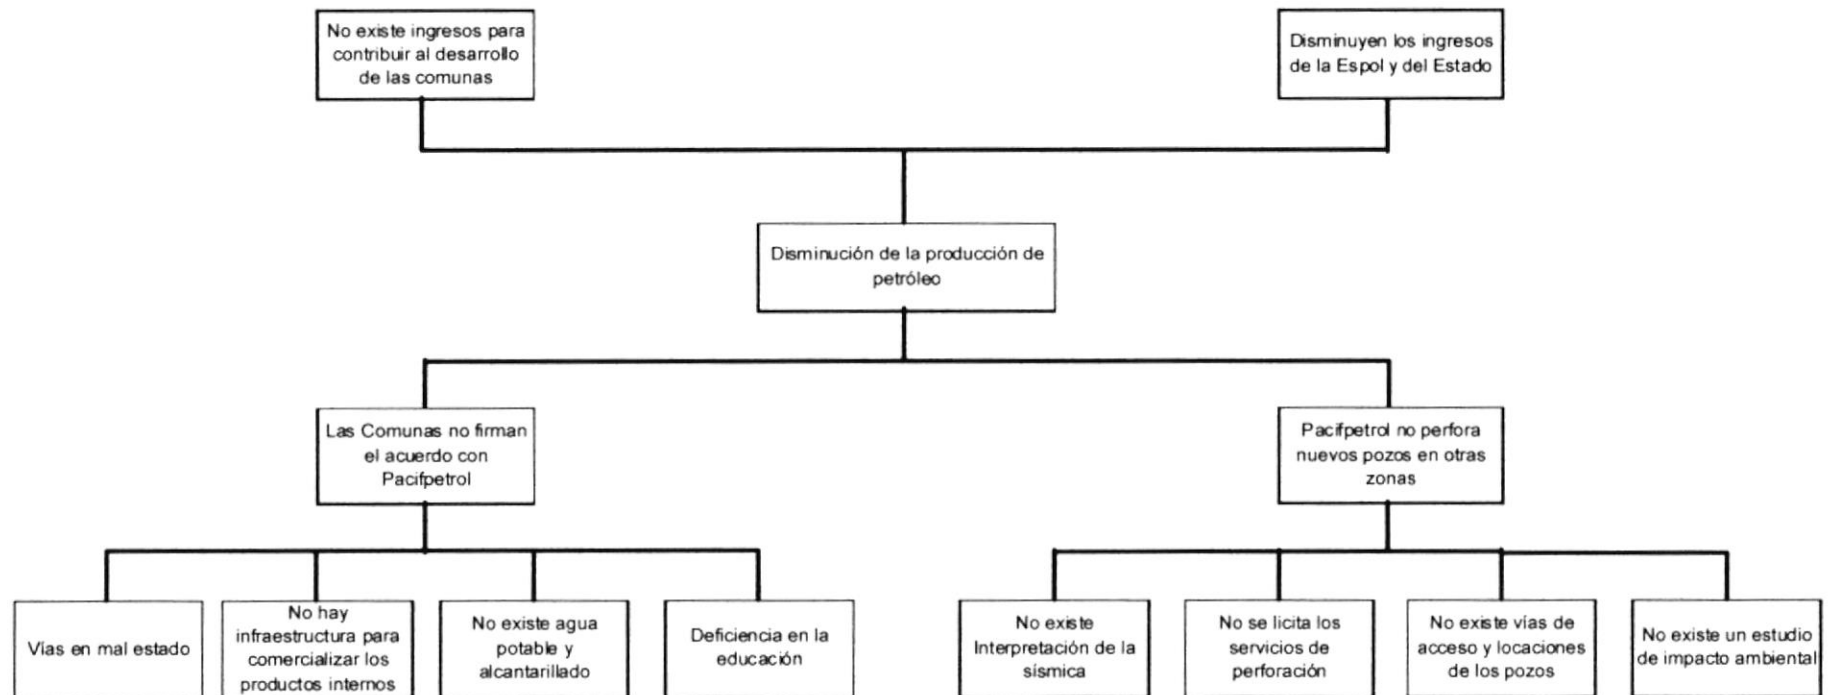 No existe ingresos para
contribuir al desarrollo
de las comunas
Disminuyen los ingresos
de la Espol y del Estado
Disminución de la producción de
petróleo
Las Comunas no firman
el acuerdo con
Pacifpetrol
Pacifpetrol no perfora
nuevos pozos en otras
zonas
Vías en mal estado
No hay
infraestructura para
comercializar los
productos internos
No existe agua
potable y
alcantarillado
Deficiencia en la
educación
No existe
Interpretación de la
sísmica
No se licita los
servicios de
perforación
No existe vías de
acceso y locaciones
de los pozos
No existe un estudio
de impacto ambiental